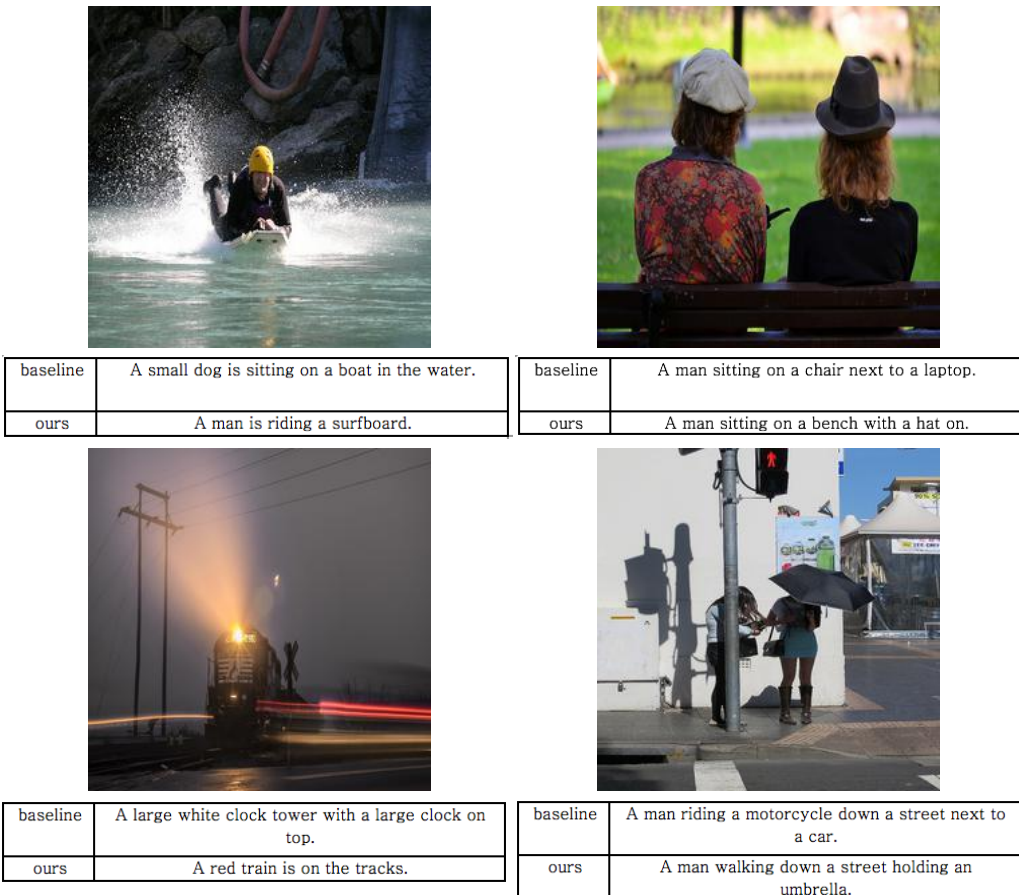 baseline
A small dog is sitting on a boat in the water.
ours
A man is riding a surfboard.
baseline
A man sitting on a chair next to a laptop.
ours
A man sitting on a bench with a hat on.
baseline
A large white clock tower with a large clock on
top.
ours
A red train is on the tracks.
baseline
A man riding a motorcycle down a street next to
a car.
ours
A man walking down a street holding an
umbrella.